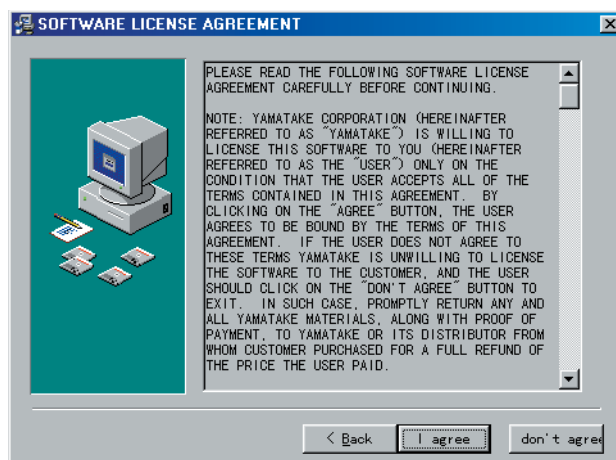 SOFTWARE LICENSE AGREEMENT
PLEASE READ THE FOLLOWING SOFTWARE LICENSE
AGREEMENT CAREFULLY BEFORE CONTINUING.
NOTE: YAMATAKE CORPORATION (HEREINAFTER
REFERRED TO AS "YAMATAKE") IS WILLING TO
LICENSE THIS SOFTWARE TO YOU (HEREINAFTER
REFERRED TO AS THE "USER") ONLY ON THE
CONDITION THAT THE USER ACCEPTS ALL OF THE
TERMS CONTAINED IN THIS AGREEMENT. BY
CLICKING ON THE "AGREE" BUTTON, THE USER
AGREES TO BE BOUND BY THE TERMS OF THIS
AGREEMENT. IF THE USER DOES NOT AGREE TO
THESE TERMS YAMATAKE IS UNWILLING TO LICENSE
THE SOFTWARE TO THE CUSTOMER, AND THE USER
SHOULD CLICK ON THE "DON'T AGREE" BUTTON TO
EXIT. IN SUCH CASE, PROMPTLY RETURN ANY AND
ALL YAMATAKE MATERIALS, ALONG WITH PROOF OF
PAYMENT, TO YAMATAKE OR ITS DISTRIBUTOR FROM
WHOM CUSTOMER PURCHASED FOR A FULL REFUND OF
THE PRICE THE USER PAID.
< Back
I agree
don't agree